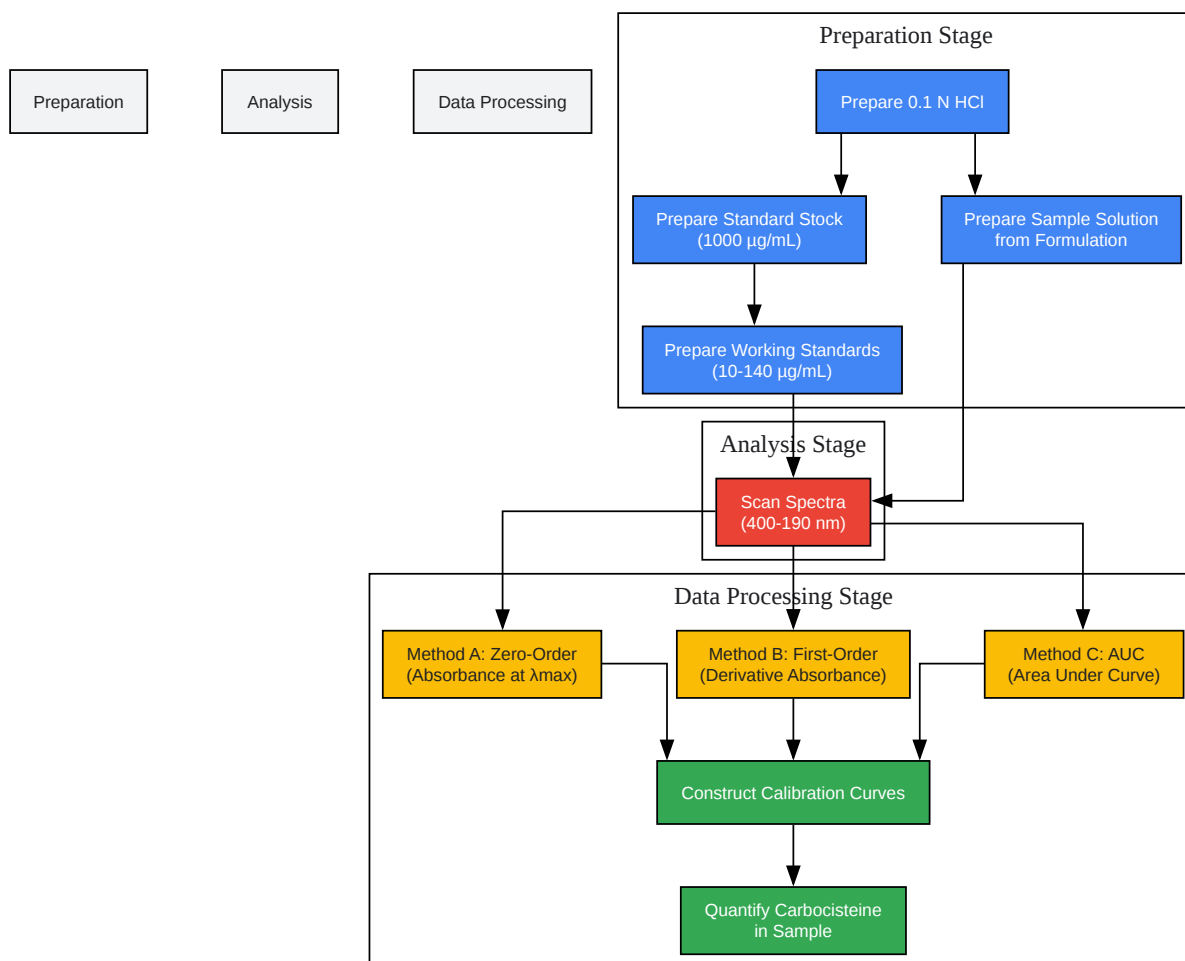 Preparation Stage
Preparation
Analysis
Data Processing
Prepare 0.1 N HCl
Prepare Standard Stock
(1000 µg/mL)
Prepare Sample Solution
from Formulation
Prepare Working Standards
(10-140 µg/mL)
Analysis Stage
Scan Spectra
(400-190 nm)
Data Processing Stage
Method A: Zero-Order
(Absorbance at λmax)
Method B: First-Order
(Derivative Absorbance)
Method C: AUC
(Area Under Curve)
Construct Calibration Curves
Quantify Carbocisteine
in Sample